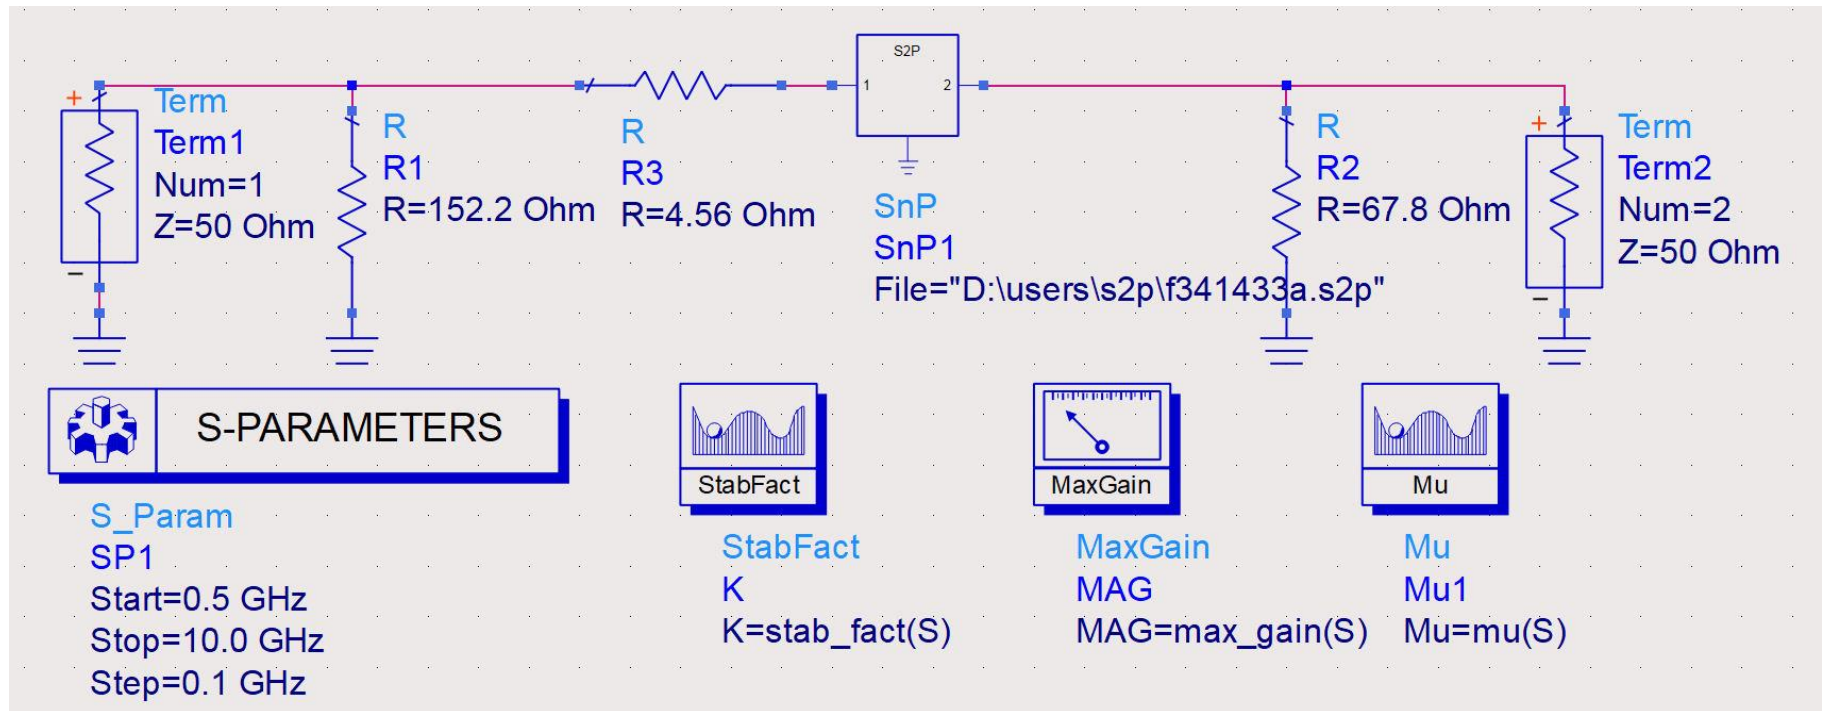 S2P
1
2
+
Term
Term1
Num=1
Z=50 Ohm
−
R
R1
R=152.2 Ohm
R
R3
R=4.56 Ohm
SnP
SnP1
File="D:\users\s2p\f341433a.s2p"
R
R2
R=67.8 Ohm
+
Term
Term2
Num=2
Z=50 Ohm
−
S-PARAMETERS
S_Param
SP1
Start=0.5 GHz
Stop=10.0 GHz
Step=0.1 GHz
StabFact
StabFact
K
K=stab_fact(S)
MaxGain
MaxGain
MAG
MAG=max_gain(S)
Mu
Mu
Mu1
Mu=mu(S)